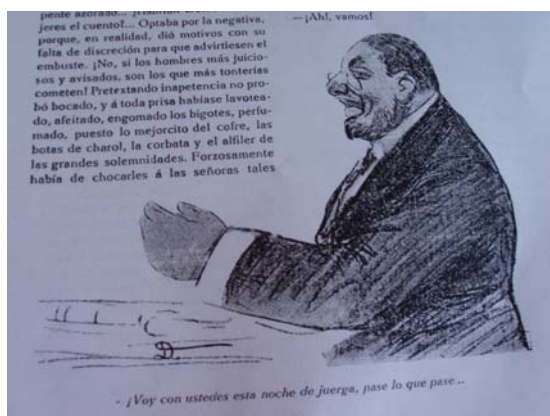 jeres el cuento?... Optaba por la negativa,
porque, en realidad, dió motivos con su
falta de discreción para que advirtiesen el
embuste. ¡No, si los hombres más juicio-
sos y avisados, son los que más tonterías
cometen! Pretextando inapetencia no pro-
bó bocado, y á toda prisa habíase lavotea-
do, afeitado, engomado los bigotes, perfu-
mado, puesto lo mejorcito del cofre, las
botas de charol, la corbata y el alfiler de
las grandes solemnidades. Forzosamente
había de chocarles á las señoras tales
—¡Ah!, vamos!
D.
- ¡Voy con ustedes esta noche de juerga, pase lo que pase..